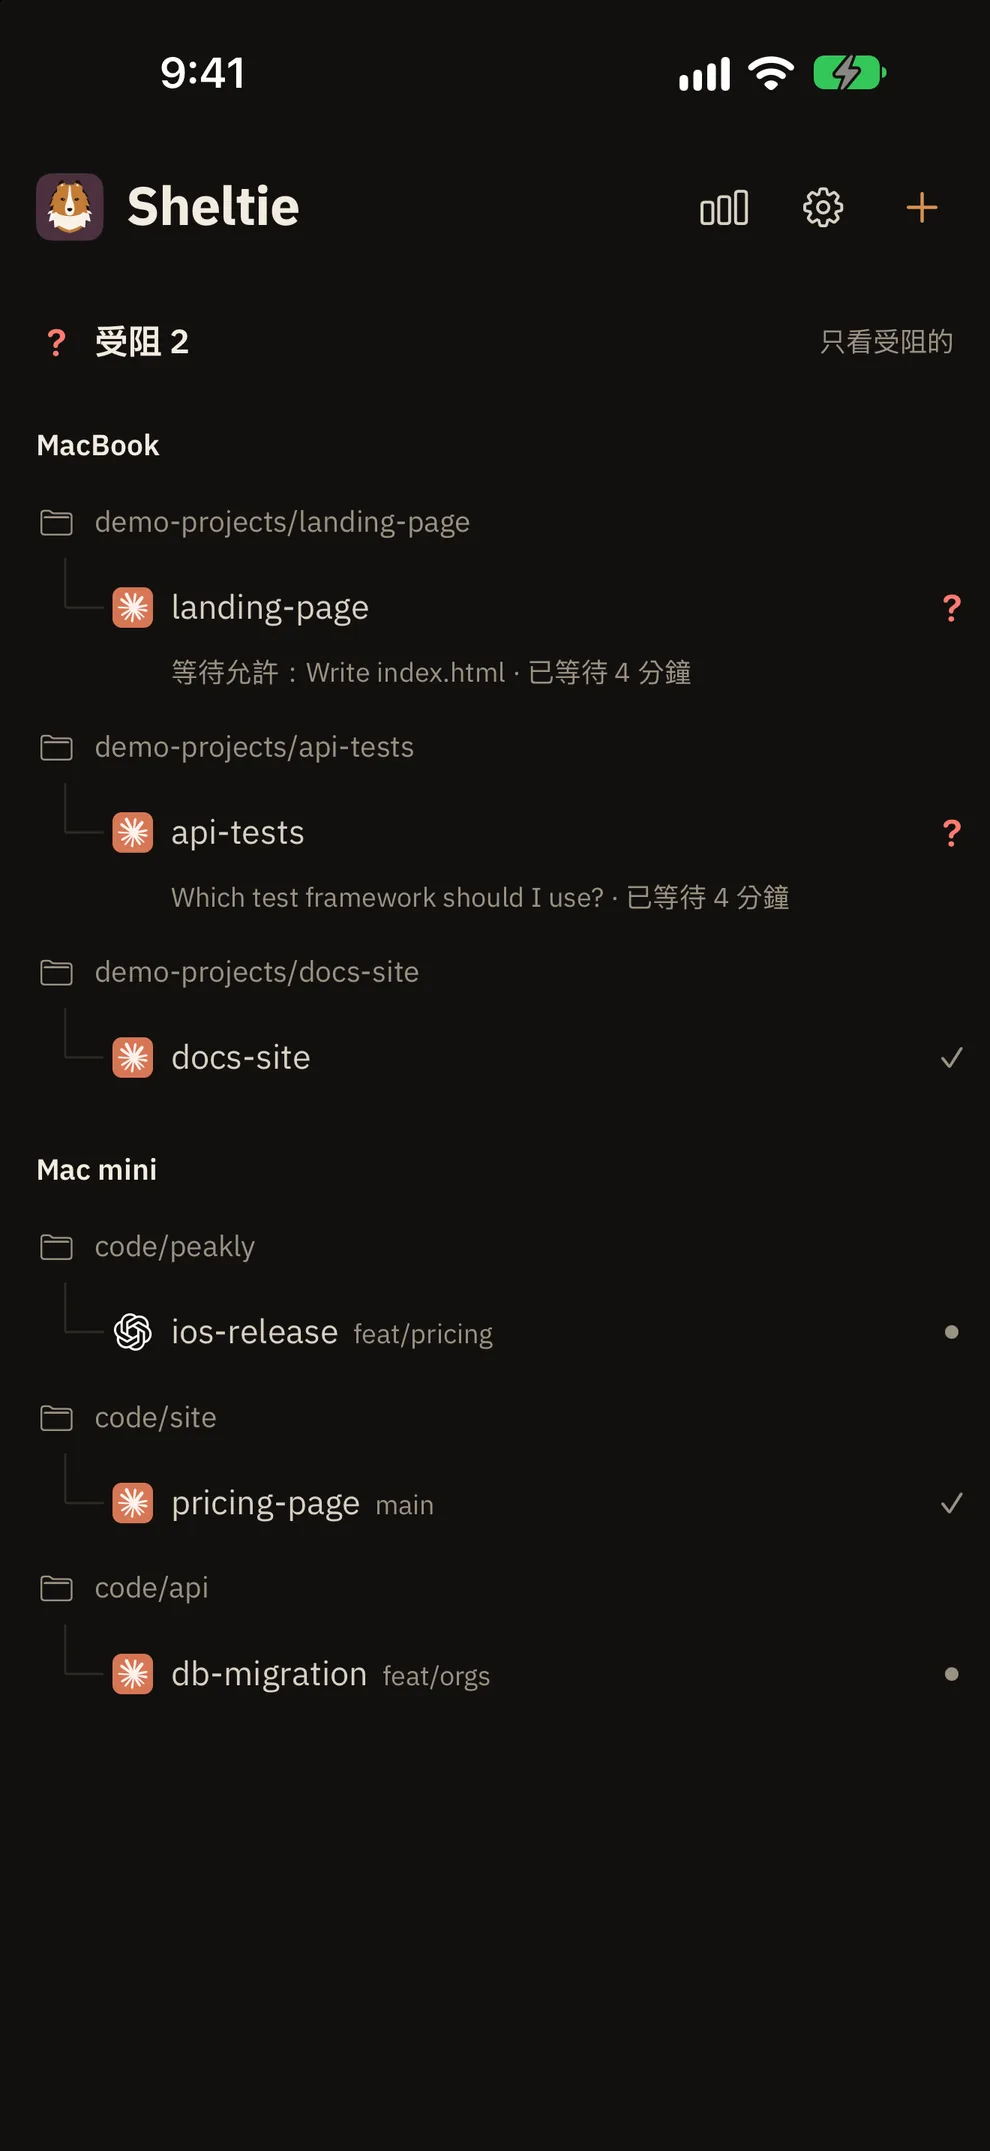 9:41
Sheltie
? 受阻 2 只看受阻的
MacBook
demo-projects/landing-page
landing-page ?
等待允許：Write index.html · 已等待 4 分鐘
demo-projects/api-tests
api-tests ?
Which test framework should I use? · 已等待 4 分鐘
demo-projects/docs-site
docs-site
Mac mini
code/peakly
ios-release feat/pricing
code/site
pricing-page main
code/api
db-migration feat/orgs